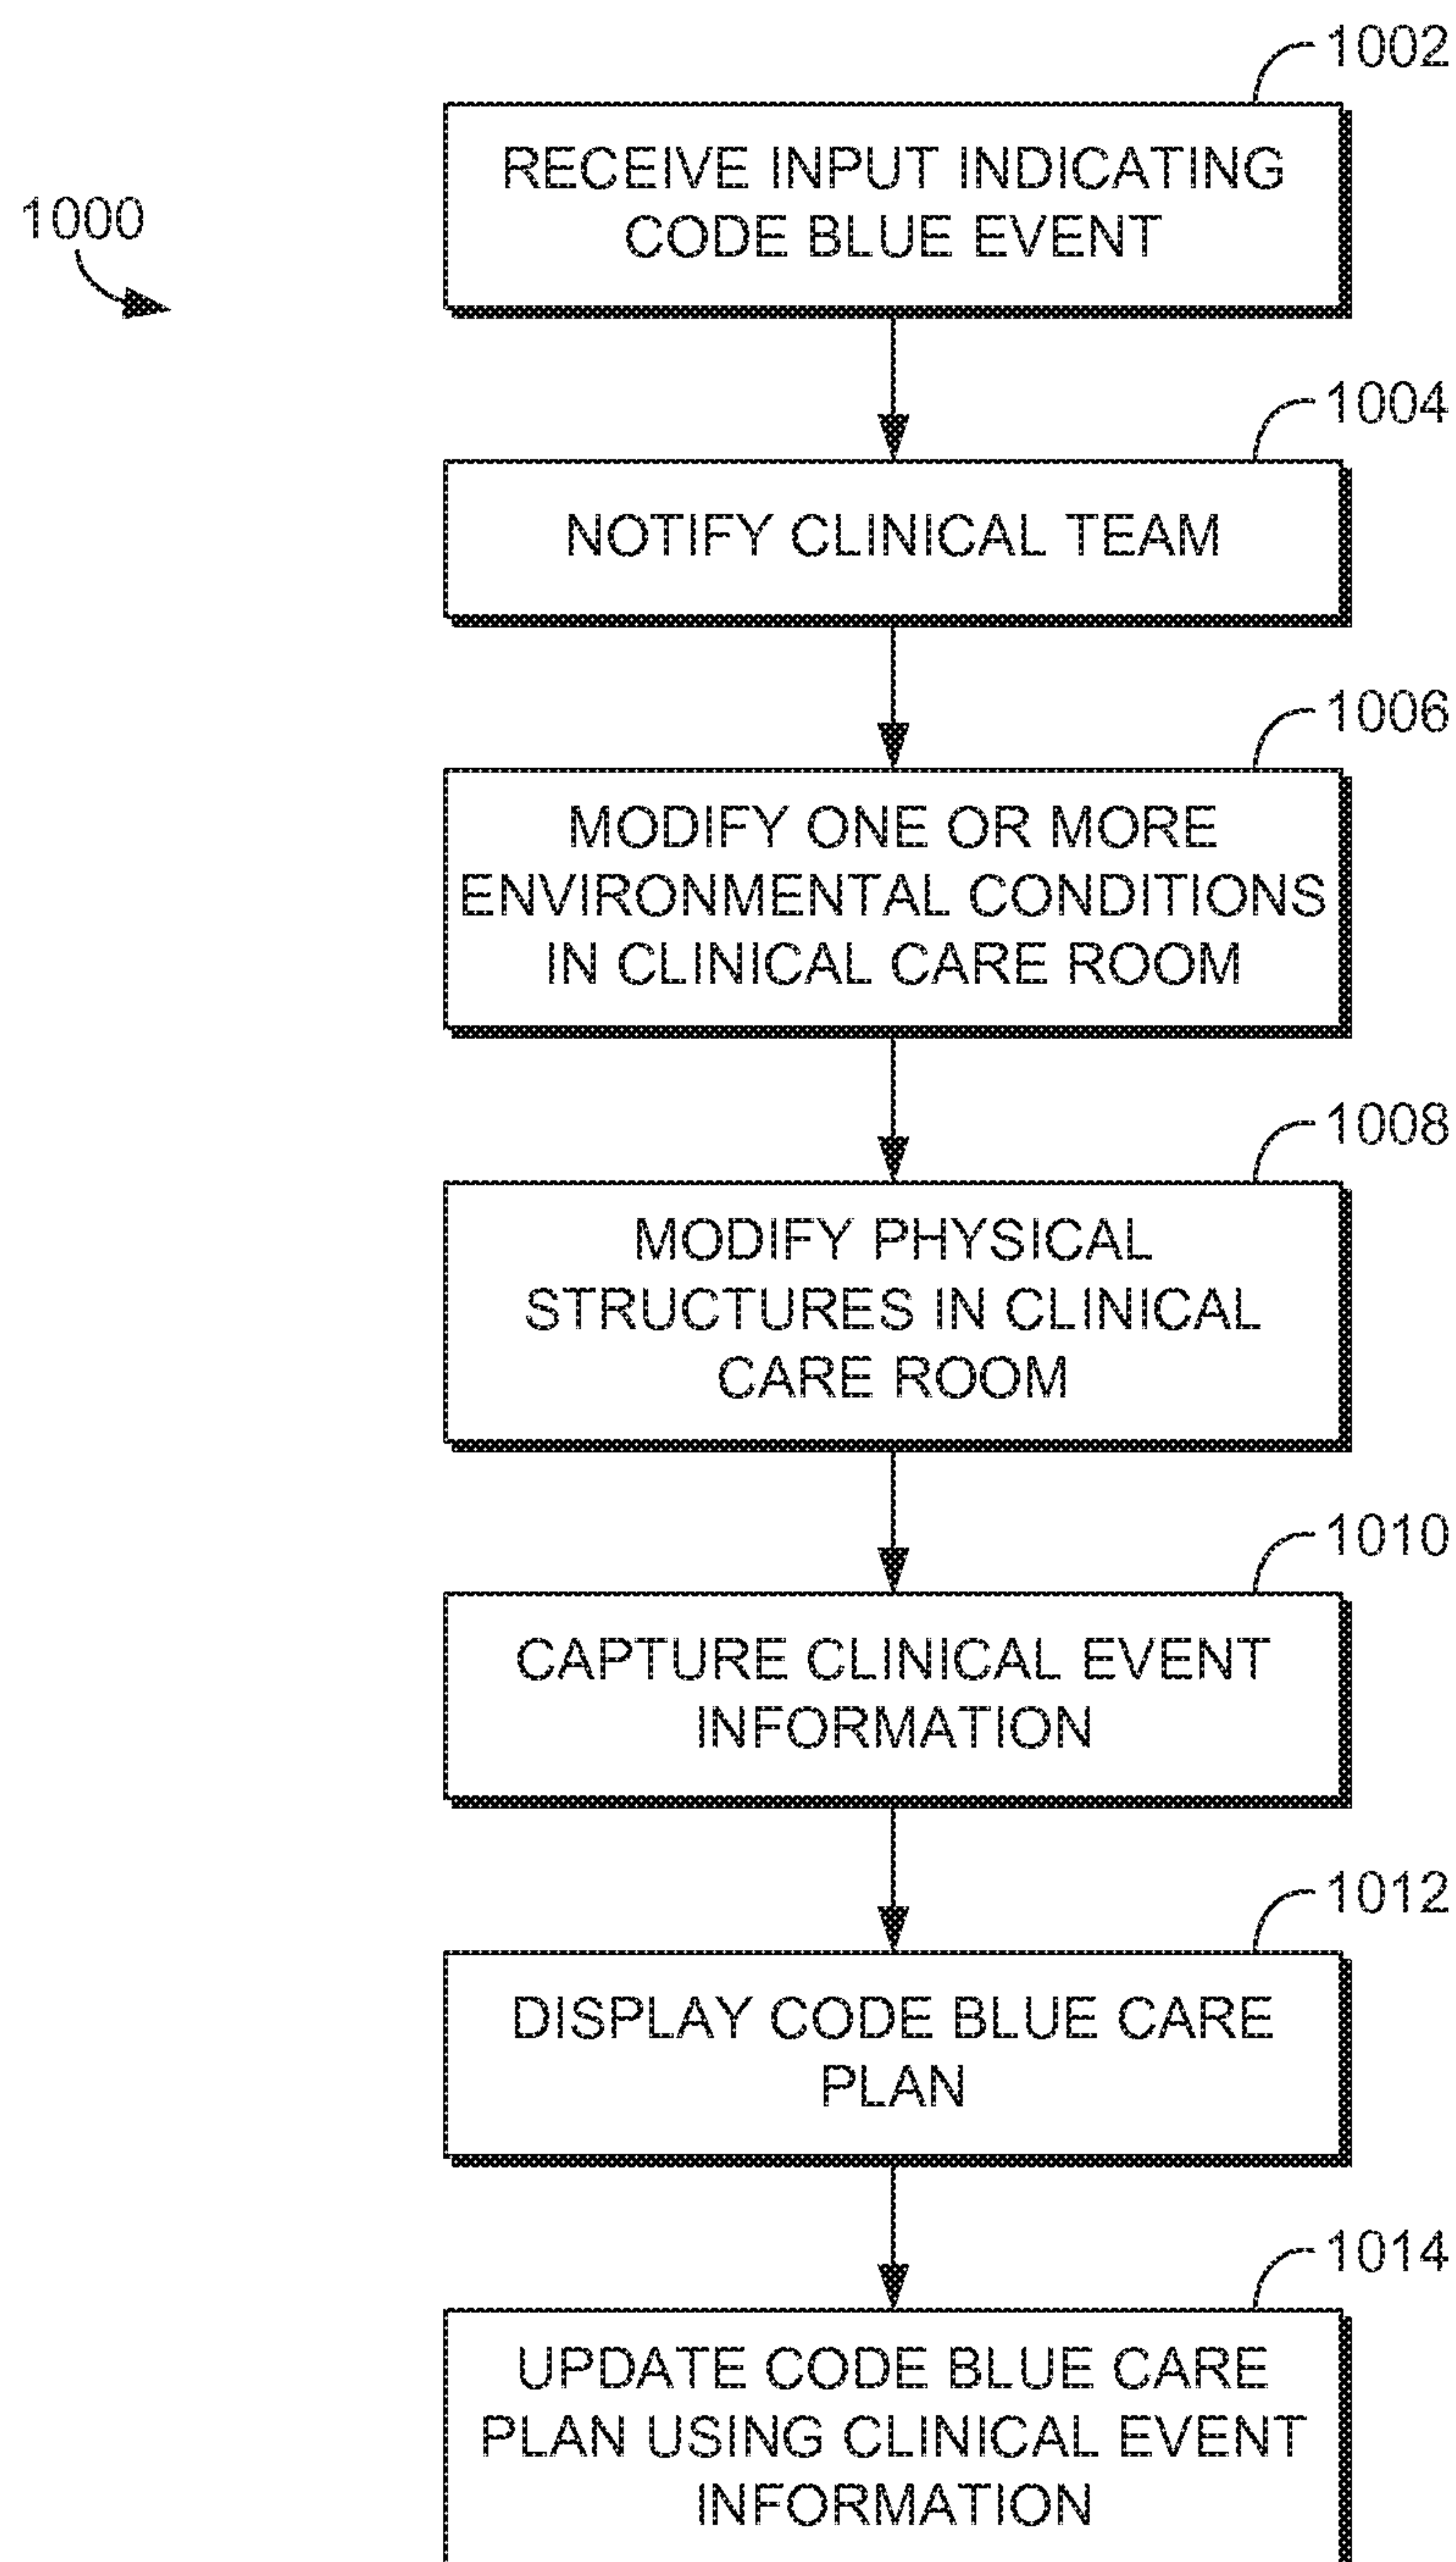 1002
RECEIVE INPUT INDICATING
CODE BLUE EVENT
1000
1004
NOTIFY CLINICAL TEAM
1006
MODIFY ONE OR MORE
ENVIRONMENTAL CONDITIONS
IN CLINICAL CARE ROOM
1008
MODIFY PHYSICAL
STRUCTURES IN CLINICAL
CARE ROOM
1010
CAPTURE CLINICAL EVENT
INFORMATION
1012
DISPLAY CODE BLUE CARE
PLAN
1014
UPDATE CODE BLUE CARE
PLAN USING CLINICAL EVENT
INFORMATION